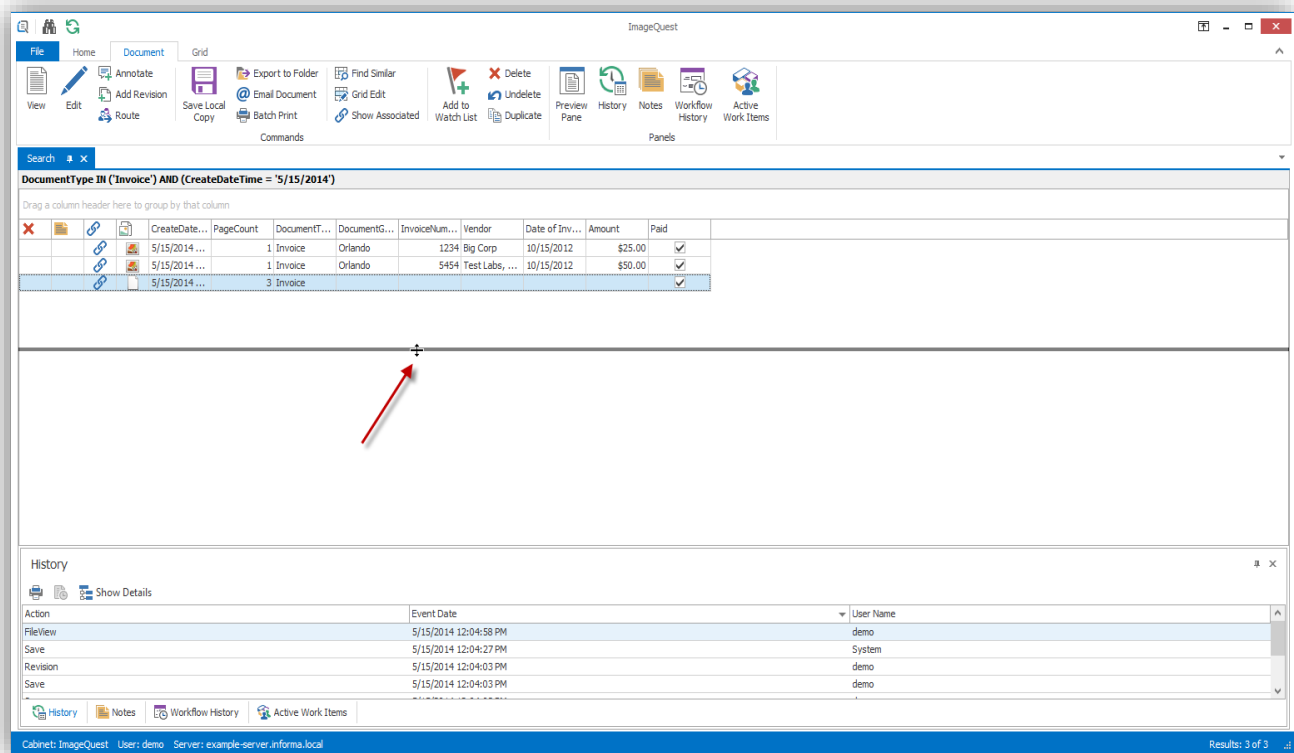 ImageQuest
File Home Document Grid
View
Edit
Annotate
Add Revision
Route
Save Local
Copy
Export to Folder
Email Document
Batch Print
Find Similar
Grid Edit
Show Associated
Add to
Watch List
Delete
Undelete
Duplicate
Preview
Pane
History
Notes
Workflow
History
Active
Work Items
Commands
Panels
Search
DocumentType IN ('Invoice') AND (CreateDateTime = '5/15/2014')
Drag a column header here to group by that column
CreateDate... PageCount DocumentT... DocumentG... InvoiceNum... Vendor Date of Inv... Amount Paid
5/15/2014 ... 1 Invoice Orlando 1234 Big Corp 10/15/2012 $25.00
5/15/2014 ... 1 Invoice Orlando 5454 Test Labs, ... 10/15/2012 $50.00
5/15/2014 ... 3 Invoice
History
Show Details
Action Event Date User Name
FileView 5/15/2014 12:04:58 PM demo
Save 5/15/2014 12:04:27 PM System
Revision 5/15/2014 12:04:03 PM demo
Save 5/15/2014 12:04:03 PM demo
History Notes Workflow History Active Work Items
Cabinet: ImageQuest User: demo Server: example-server.informa.local Results: 3 of 3